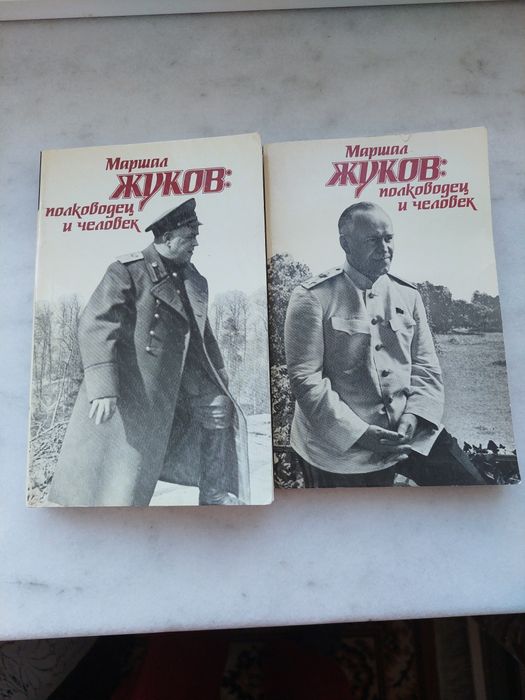 Маршал
ЖУКОВ:
полководец
и человек
Маршал
ЖУКОВ:
полководец
и человек